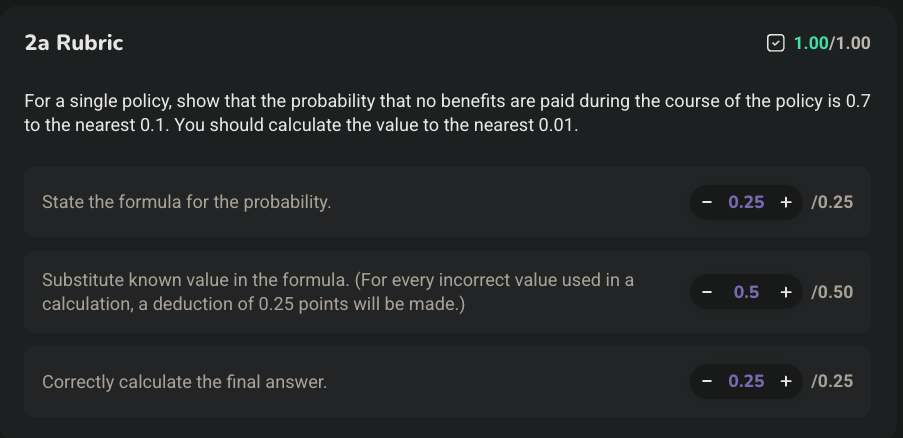 2a Rubric
1.00/1.00
For a single policy, show that the probability that no benefits are paid during the course of the policy is 0.7
to the nearest 0.1. You should calculate the value to the nearest 0.01.
State the formula for the probability.
− 0.25 + /0.25
Substitute known value in the formula. (For every incorrect value used in a
calculation, a deduction of 0.25 points will be made.)
− 0.5 + /0.50
Correctly calculate the final answer.
− 0.25 + /0.25